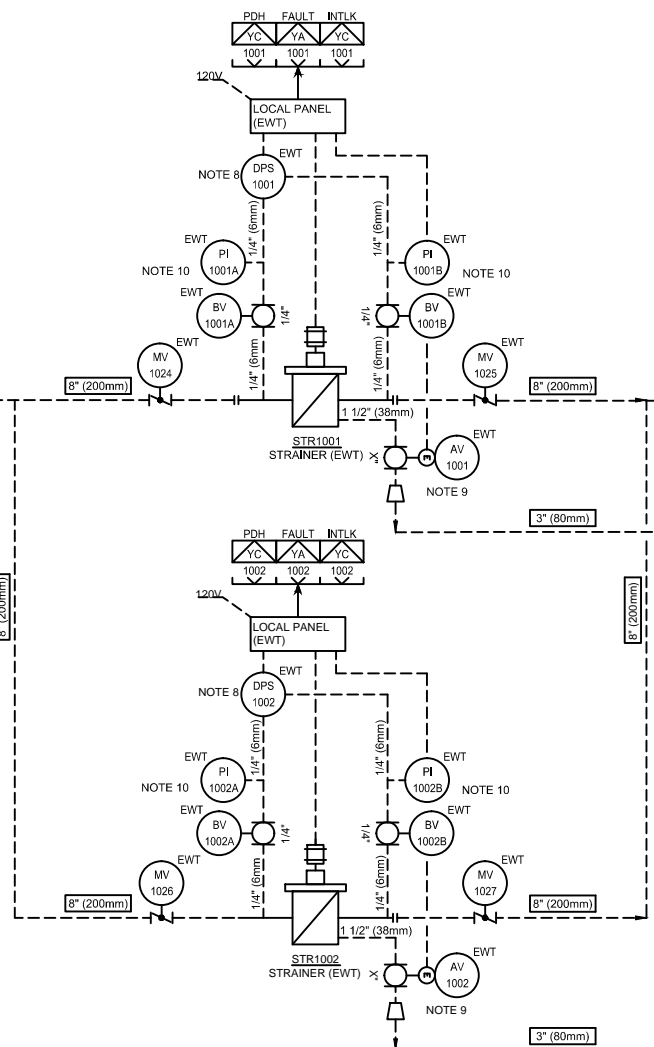 PDH FAULT INTLK
YC YA YC
1001 1001 1001
120V
LOCAL PANEL
(EWT)
EWT
DPS
1001
NOTE 8
1/4" (6mm)
1/4" (6mm)
EWT
PI
1001A
NOTE 10
EWT
PI
1001B
NOTE 10
EWT
BV
1001A
1/4"
1/4"
EWT
BV
1001B
EWT
MV
1024
1/4" (6mm
1/4" (6mm)
EWT
MV
1025
8" (200mm)
8" (200mm)
1 1/2" (38mm)
STR1001
STRAINER (EWT)
"X"
E
EWT
AV
1001
NOTE 9
3" (80mm)
PDH FAULT INTLK
YC YA YC
1002 1002 1002
8" (200mm)
8" (200mm)
120V
LOCAL PANEL
(EWT)
EWT
DPS
1002
NOTE 8
1/4" (6mm)
1/4" (6mm)
EWT
PI
1002A
NOTE 10
EWT
PI
1002B
NOTE 10
EWT
BV
1002A
1/4"
1/4"
EWT
BV
1002B
EWT
MV
1026
1/4" (6mm
1/4" (6mm)
EWT
MV
1027
8" (200mm)
8" (200mm)
1 1/2" (38mm)
STR1002
STRAINER (EWT)
"X"
E
EWT
AV
1002
NOTE 9
3" (80mm)